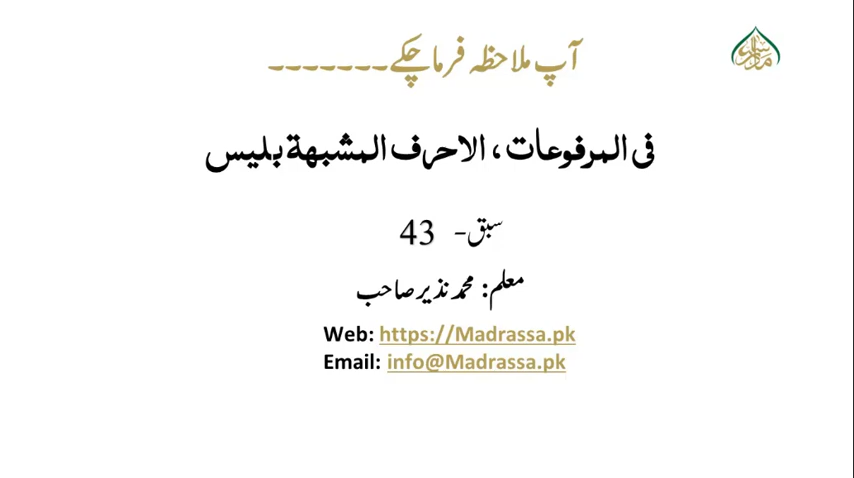 آپ ملاحظہ فرما چکے۔۔۔۔۔۔۔
فی المرفوعات، الاحرف المشبهة بلیس
سبق- 43
معلم: محمد نذیر صاحب
Web: https://Madrassa.pk
Email: info@Madrassa.pk